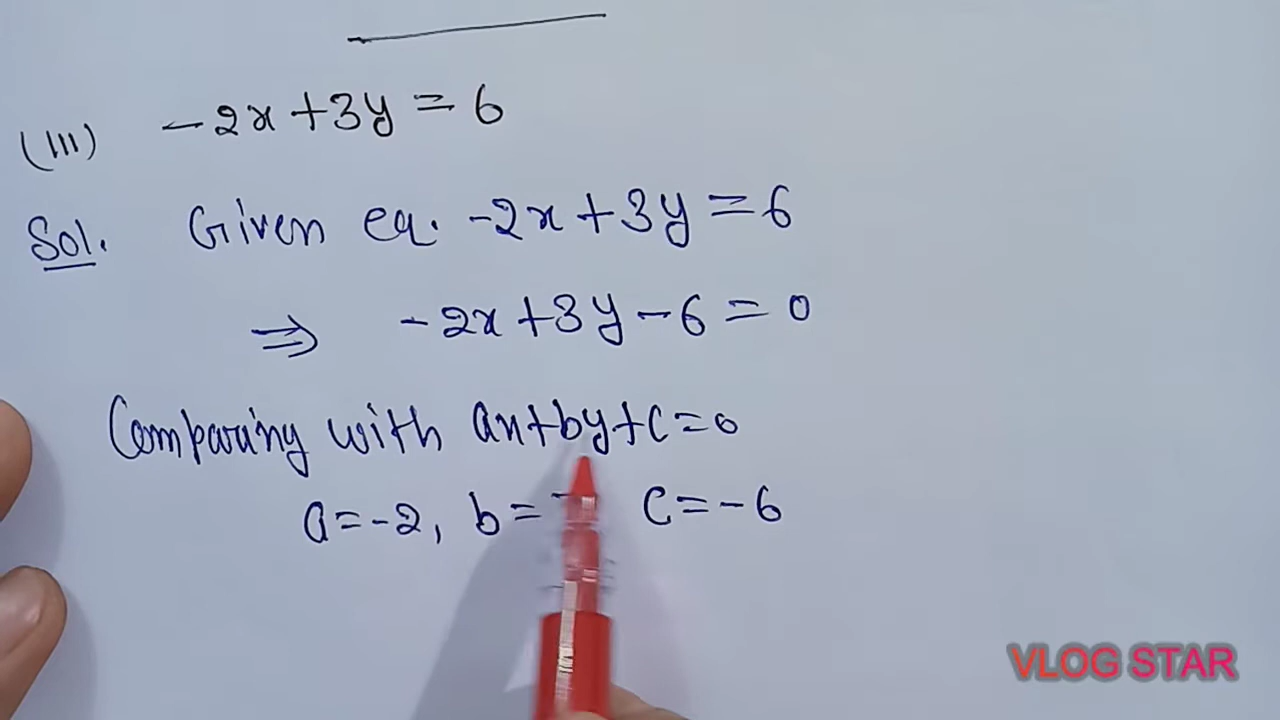 (III) -2x+3y=6
Sol. Given eq. -2x+3y=6
⇒ -2x+3y-6=0
Comparing with ax+by+c=0
a=-2, b= c=-6
VLOG STAR